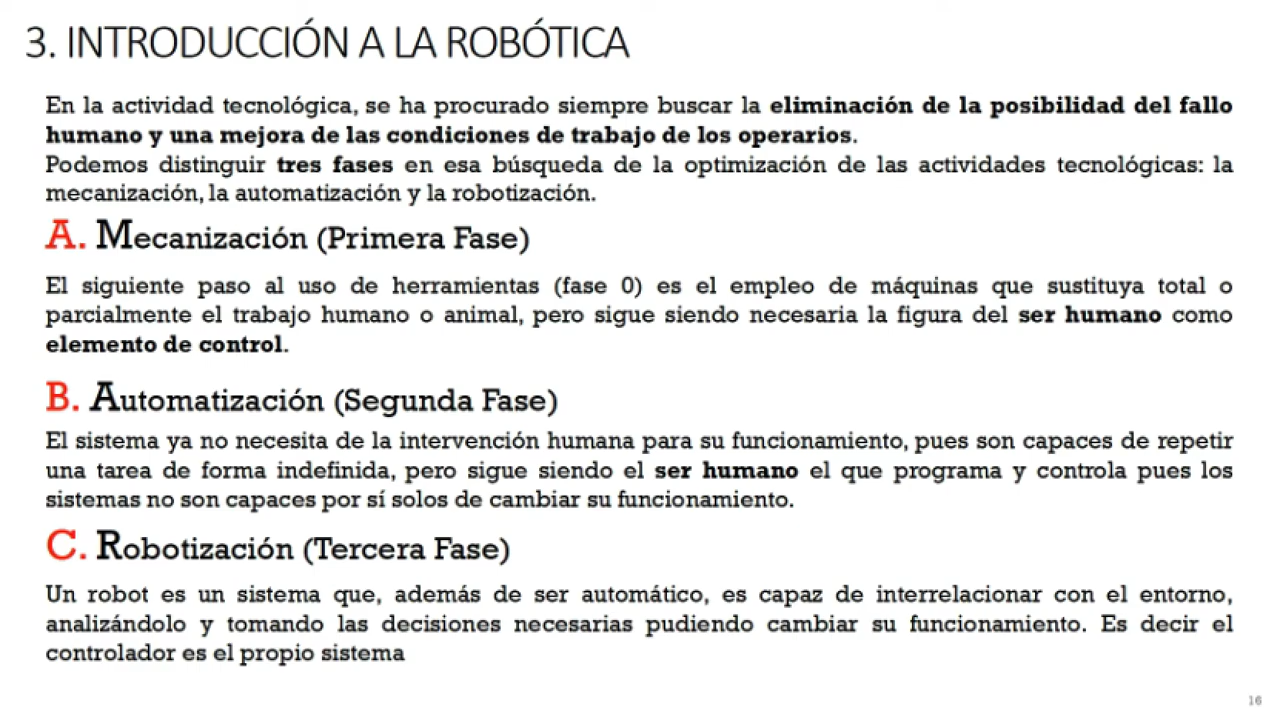 3. INTRODUCCIÓN A LA ROBÓTICA
En la actividad tecnológica, se ha procurado siempre buscar la eliminación de la posibilidad del fallo
humano y una mejora de las condiciones de trabajo de los operarios.
Podemos distinguir tres fases en esa búsqueda de la optimización de las actividades tecnológicas: la
mecanización, la automatización y la robotización.
A. Mecanización (Primera Fase)
El siguiente paso al uso de herramientas (fase 0) es el empleo de máquinas que sustituya total o
parcialmente el trabajo humano o animal, pero sigue siendo necesaria la figura del ser humano como
elemento de control.
B. Automatización (Segunda Fase)
El sistema ya no necesita de la intervención humana para su funcionamiento, pues son capaces de repetir
una tarea de forma indefinida, pero sigue siendo el ser humano el que programa y controla pues los
sistemas no son capaces por sí solos de cambiar su funcionamiento.
C. Robotización (Tercera Fase)
Un robot es un sistema que, además de ser automático, es capaz de interrelacionar con el entorno,
analizándolo y tomando las decisiones necesarias pudiendo cambiar su funcionamiento. Es decir el
controlador es el propio sistema
16